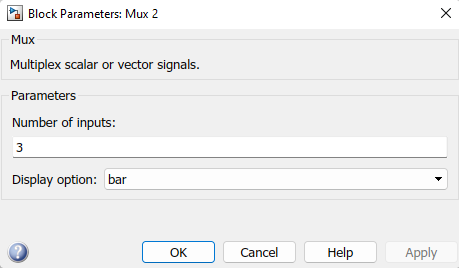 Block Parameters: Mux 2
Mux
Multiplex scalar or vector signals.
Parameters
Number of inputs:
3
Display option: bar
? OK Cancel Help Apply